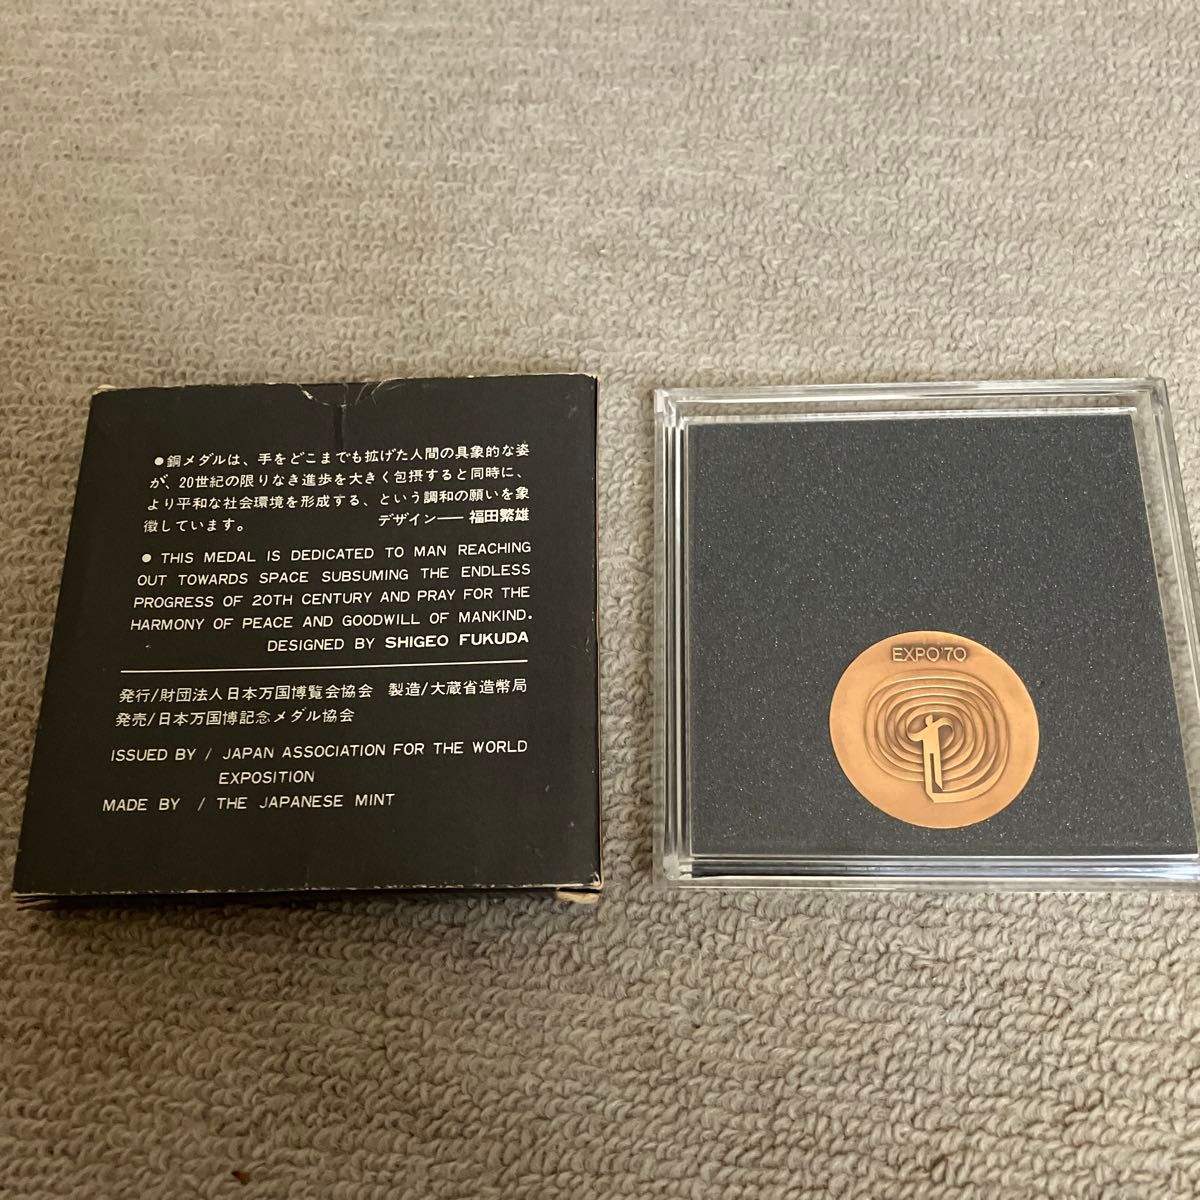 ●銅メダルは、手をどこまでも拡げた人間の具象的な姿
が、20世紀の限りなき進歩を大きく包摂すると同時に、
より平和な社会環境を形成する、という調和の願いを象
徴しています。 デザイン── 福田繁雄
● THIS MEDAL IS DEDICATED TO MAN REACHING
OUT TOWARDS SPACE SUBSUMING THE ENDLESS
PROGRESS OF 20TH CENTURY AND PRAY FOR THE
HARMONY OF PEACE AND GOODWILL OF MANKIND.
DESIGNED BY SHIGEO FUKUDA
発行/財団法人日本万国博覧会協会 製造/大蔵省造幣局
発売/日本万国博記念メダル協会
ISSUED BY / JAPAN ASSOCIATION FOR THE WORLD
EXPOSITION
MADE BY / THE JAPANESE MINT
EXPO'70